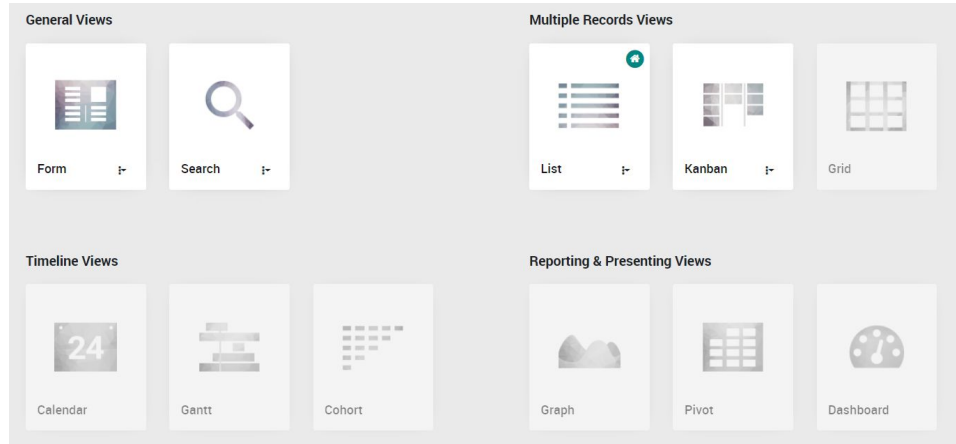 General Views
Multiple Records Views
Form
Search
List
Kanban
Grid
Timeline Views
Reporting & Presenting Views
24
Calendar
Gantt
Cohort
Graph
Pivot
Dashboard